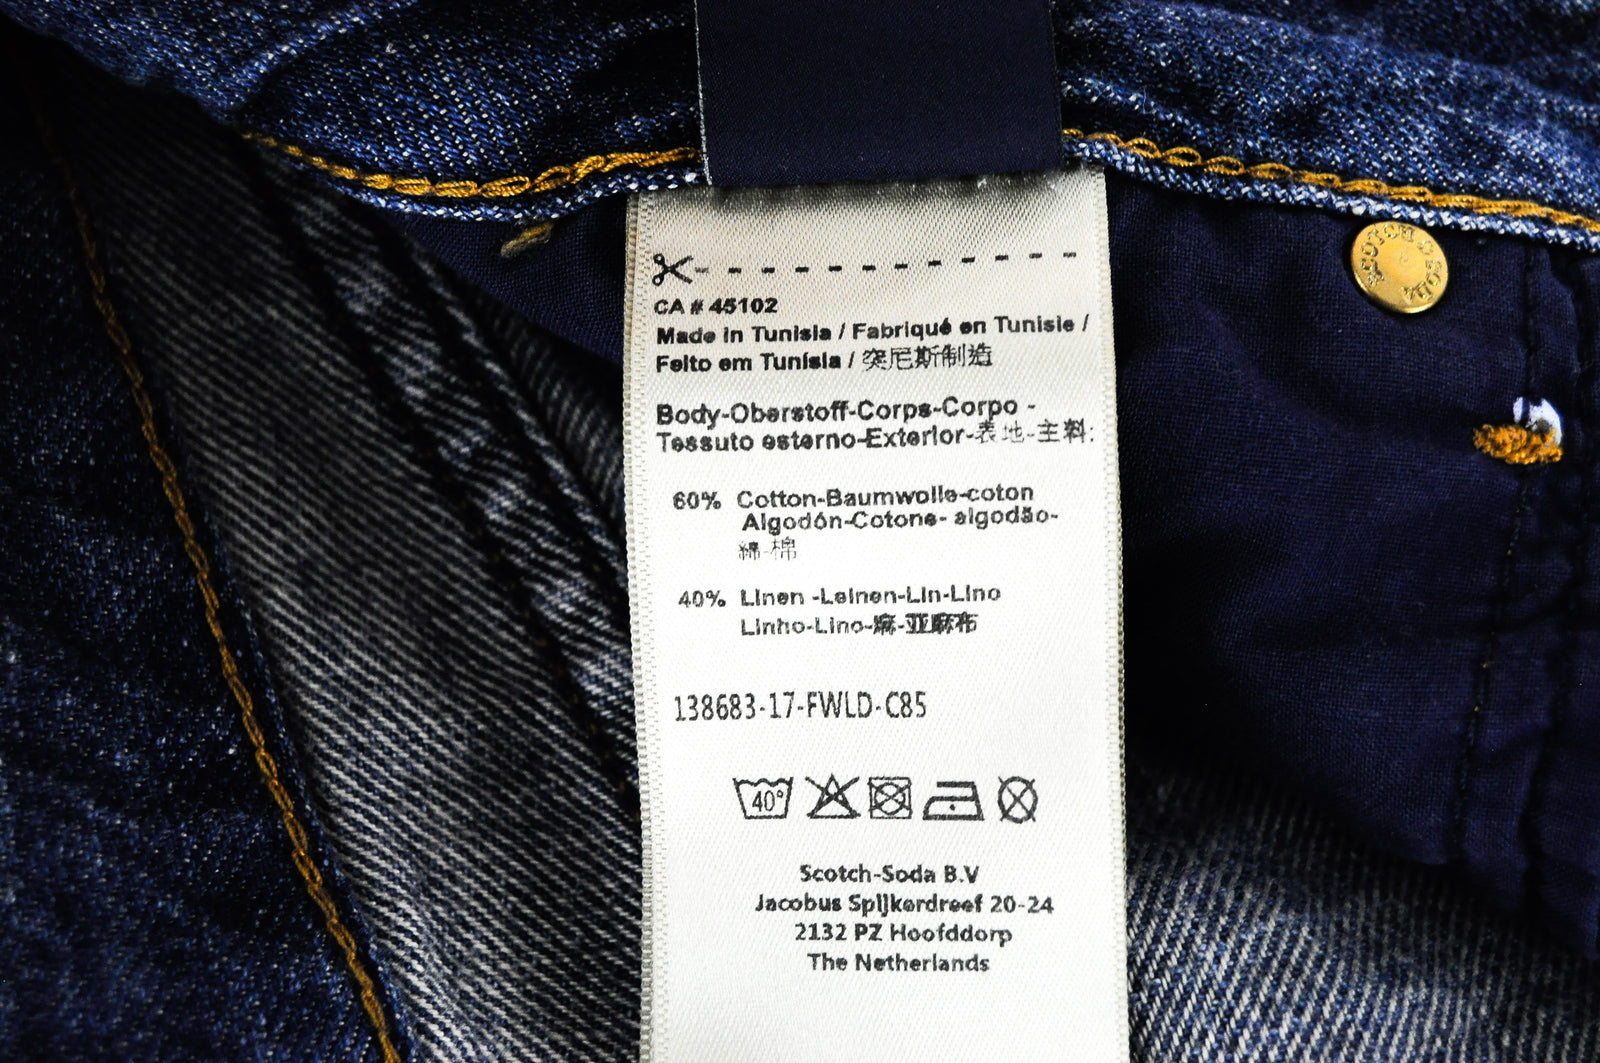 CA # 45102
Made in Tunisia / Fabriqué en Tunisie /
Feito em Tunísia / 突尼斯制造
Body-Oberstoff-Corps-Corpo -
Tessuto esterno-Exterior-表地-主料:
60% Cotton-Baumwolle-coton
Algodón-Cotone- algodão-
綿-棉
40% Linen -Leinen-Lin-Lino
Linho-Lino-麻-亚麻布
138683-17-FWLD-C85
40°
Scotch-Soda B.V
Jacobus Spijkerdreef 20-24
2132 PZ Hoofddorp
The Netherlands
SCOTCH & SODA